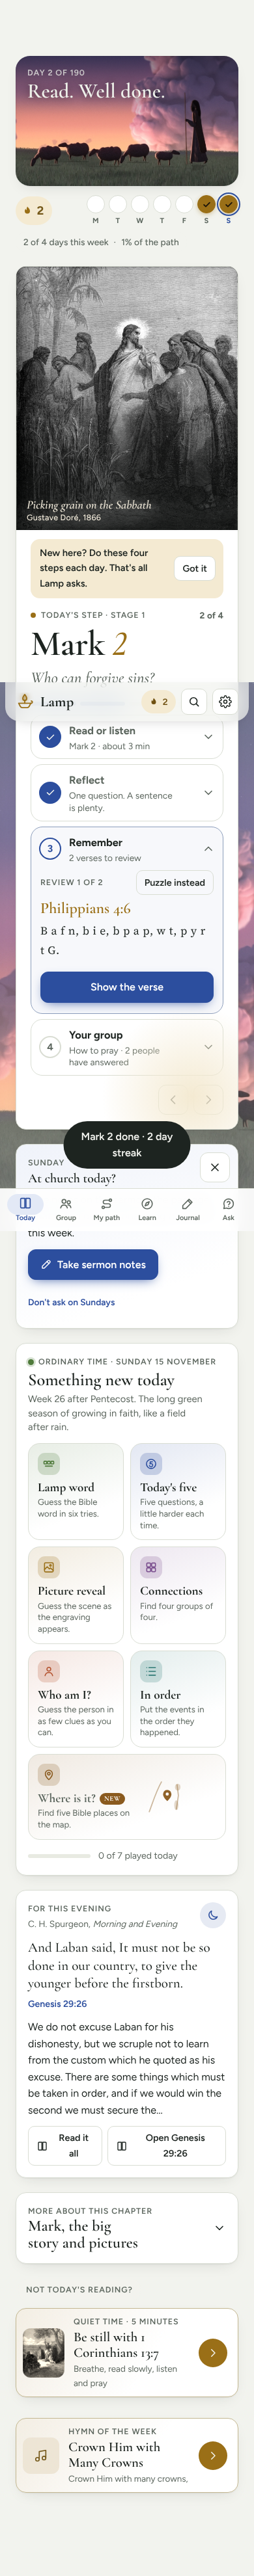 DAY 2 OF 190
Read. Well done.
2
M T W T F S S
2 of 4 days this week · 1% of the path
Picking grain on the Sabbath
Gustave Doré, 1866
New here? Do these four
steps each day. That's all
Lamp asks.
Got it
TODAY'S STEP · STAGE 1
2 of 4
Mark 2
Who can forgive sins?
Lamp
2
Read or listen
Mark 2 · about 3 min
Reflect
One question. A sentence
is plenty.
3
Remember
2 verses to review
REVIEW 1 OF 2
Puzzle instead
Philippians 4:6
B a f n, b i e, b p a p, w t, p y r
t G.
Show the verse
4
Your group
How to pray · 2 people
have answered
Mark 2 done · 2 day
streak
SUNDAY
At church today?
Today
Group
My path
Learn
Journal
Ask
this week.
Take sermon notes
Don't ask on Sundays
ORDINARY TIME · SUNDAY 15 NOVEMBER
Something new today
Week 26 after Pentecost. The long green
season of growing in faith, like a field
after rain.
Lamp word
Guess the Bible
word in six tries.
5
Today's five
Five questions, a
little harder each
time.
Picture reveal
Guess the scene as
the engraving
appears.
Connections
Find four groups of
four.
Who am I?
Guess the person in
as few clues as you
can.
In order
Put the events in
the order they
happened.
Where is it? NEW
Find five Bible places on
the map.
0 of 7 played today
FOR THIS EVENING
C. H. Spurgeon, Morning and Evening
And Laban said, It must not be so
done in our country, to give the
younger before the firstborn.
Genesis 29:26
We do not excuse Laban for his
dishonesty, but we scruple not to learn
from the custom which he quoted as his
excuse. There are some things which must
be taken in order, and if we would win the
second we must secure the...
Read it
all
Open Genesis
29:26
MORE ABOUT THIS CHAPTER
Mark, the big
story and pictures
NOT TODAY'S READING?
QUIET TIME · 5 MINUTES
Be still with 1
Corinthians 13:7
Breathe, read slowly, listen
and pray
HYMN OF THE WEEK
Crown Him with
Many Crowns
Crown Him with many crowns,